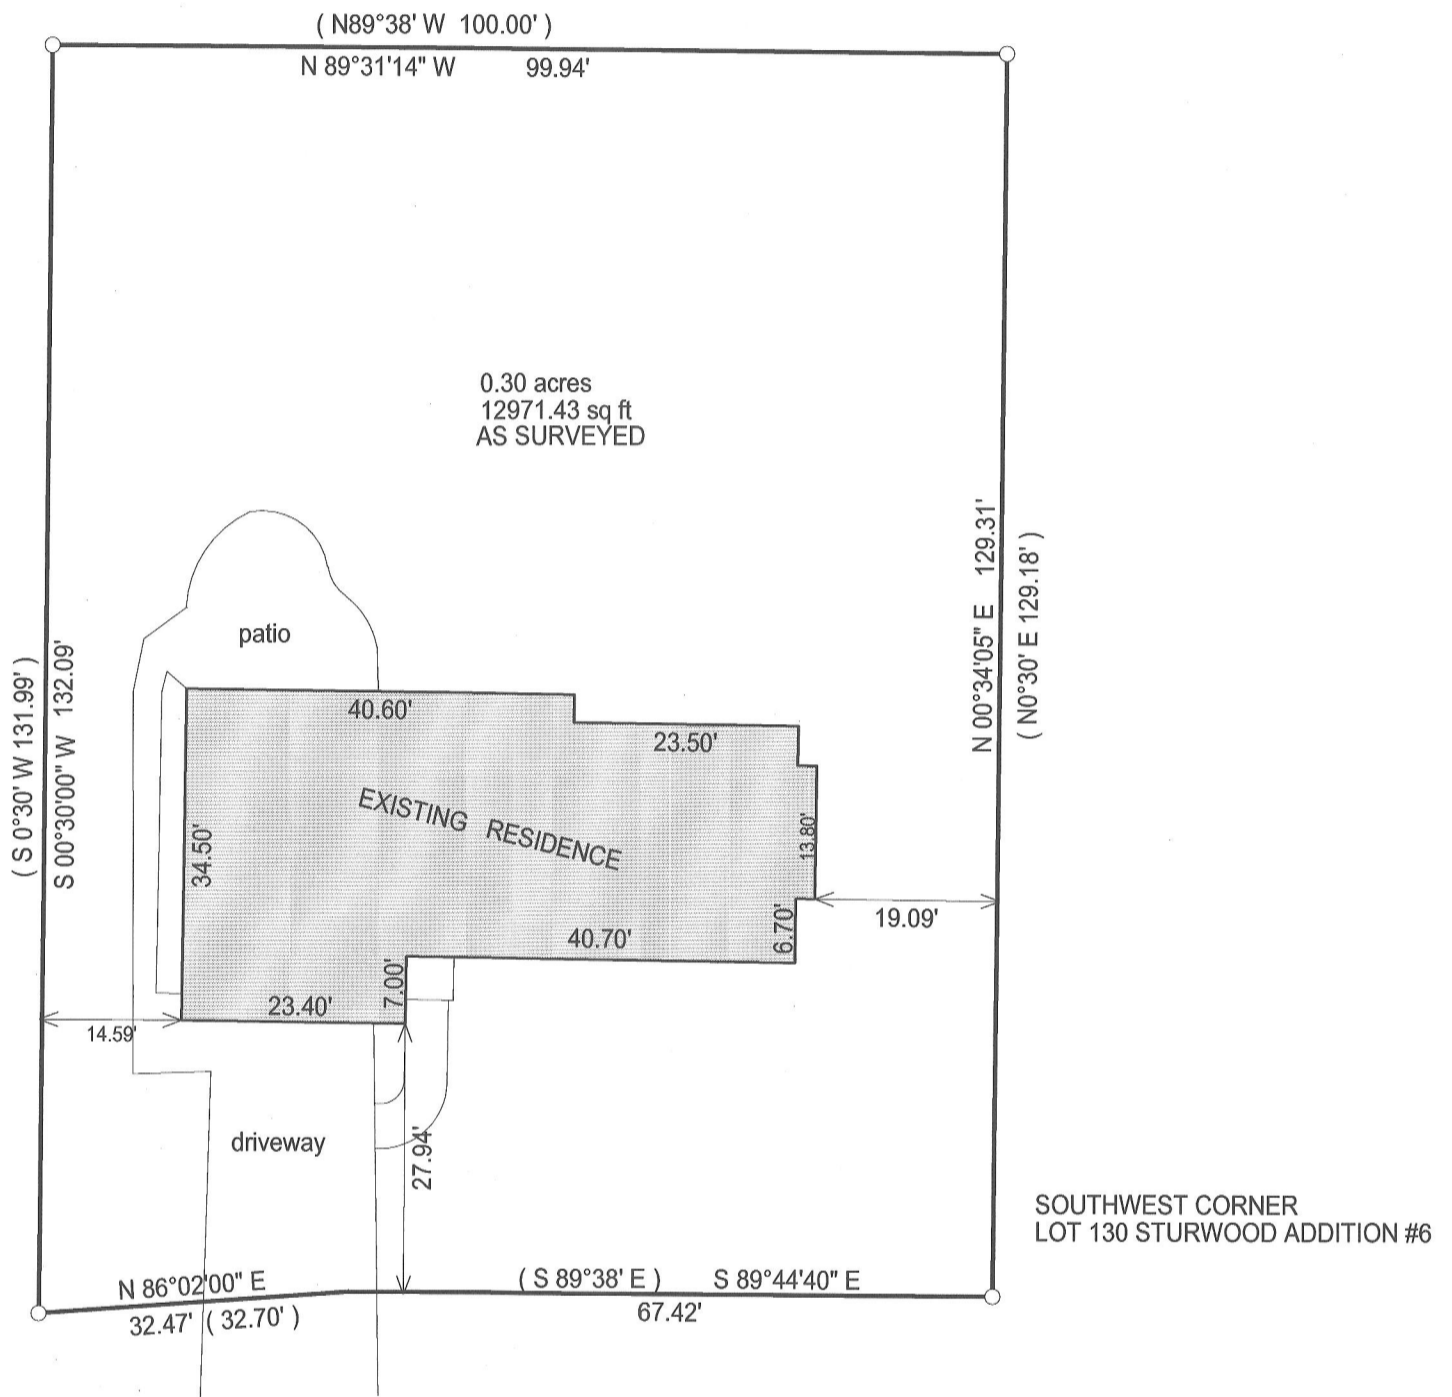 ( N89°38' W 100.00' )
N 89°31'14" W 99.94'
0.30 acres
12971.43 sq ft
AS SURVEYED
( S 0°30' W 131.99' )
S 00°30'00" W 132.09'
N 00°34'05" E 129.31'
( N0°30' E 129.18' )
patio
40.60'
23.50'
EXISTING RESIDENCE
34.50'
13.80'
6.70'
19.09'
40.70'
7.00'
23.40'
14.59'
driveway
27.94'
SOUTHWEST CORNER
LOT 130 STURWOOD ADDITION #6
N 86°02'00" E
32.47' ( 32.70' )
( S 89°38' E ) S 89°44'40" E
67.42'